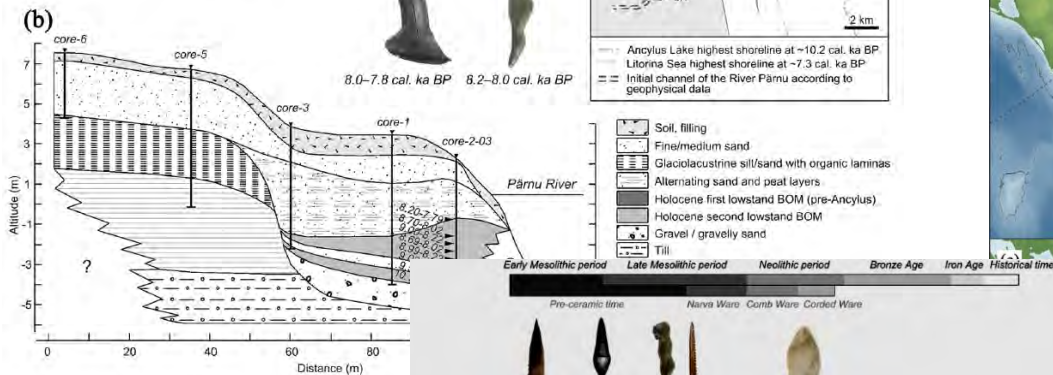 (b)
core-6
core-5
core-3
core-1
core-2-03
8.0–7.8 cal. ka BP
8.2–8.0 cal. ka BP
2 km
Ancylus Lake highest shoreline at ~10.2 cal. ka BP
Litorina Sea highest shoreline at ~7.3 cal. ka BP
Initial channel of the River Pärnu according to
geophysical data
Soil, filling
Fine/medium sand
Glaciolacustrine silt/sand with organic laminas
Alternating sand and peat layers
Holocene first lowstand BOM (pre-Ancylus)
Holocene second lowstand BOM
Gravel / gravelly sand
Till
Pärnu River
Altitude (m)
7
5
3
1
-1
-3
-5
?
0
20
40
60
80
Distance (m)
Early Mesolithic period
Late Mesolithic period
Neolithic period
Bronze Age
Iron Age
Historical time
Pre-ceramic time
Narva Ware
Comb Ware
Corded Ware